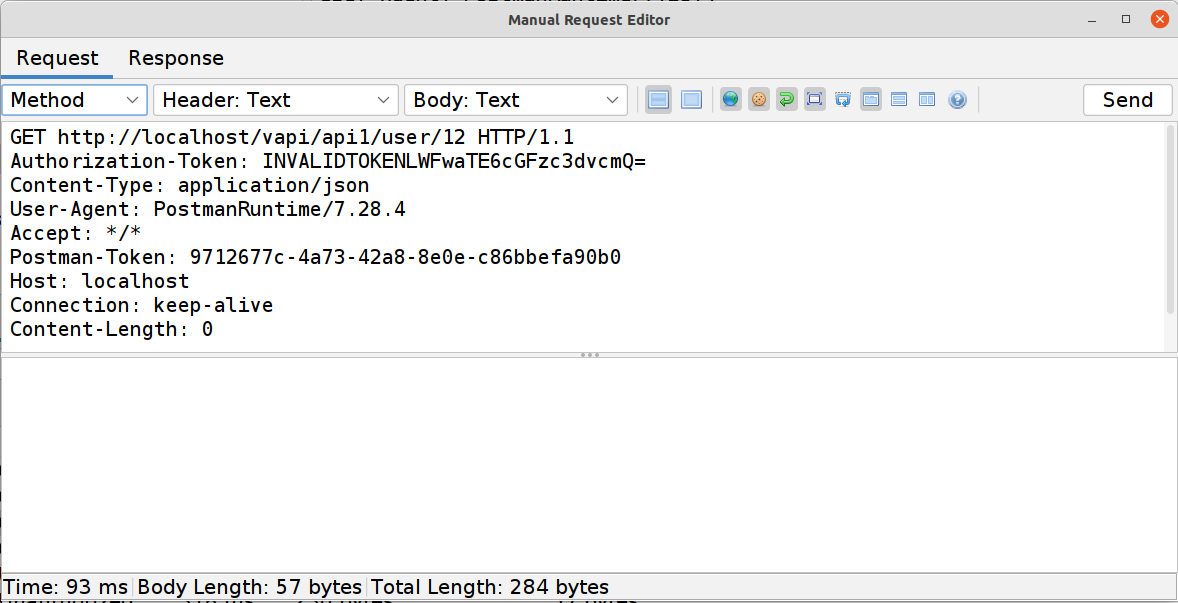 Manual Request Editor
Request Response
Method Header: Text Body: Text Send
GET http://localhost/vapi/api1/user/12 HTTP/1.1
Authorization-Token: INVALIDTOKENLWFwaTE6cGFzc3dvcmQ=
Content-Type: application/json
User-Agent: PostmanRuntime/7.28.4
Accept: */*
Postman-Token: 9712677c-4a73-42a8-8e0e-c86bbefa90b0
Host: localhost
Connection: keep-alive
Content-Length: 0
Time: 93 ms Body Length: 57 bytes Total Length: 284 bytes